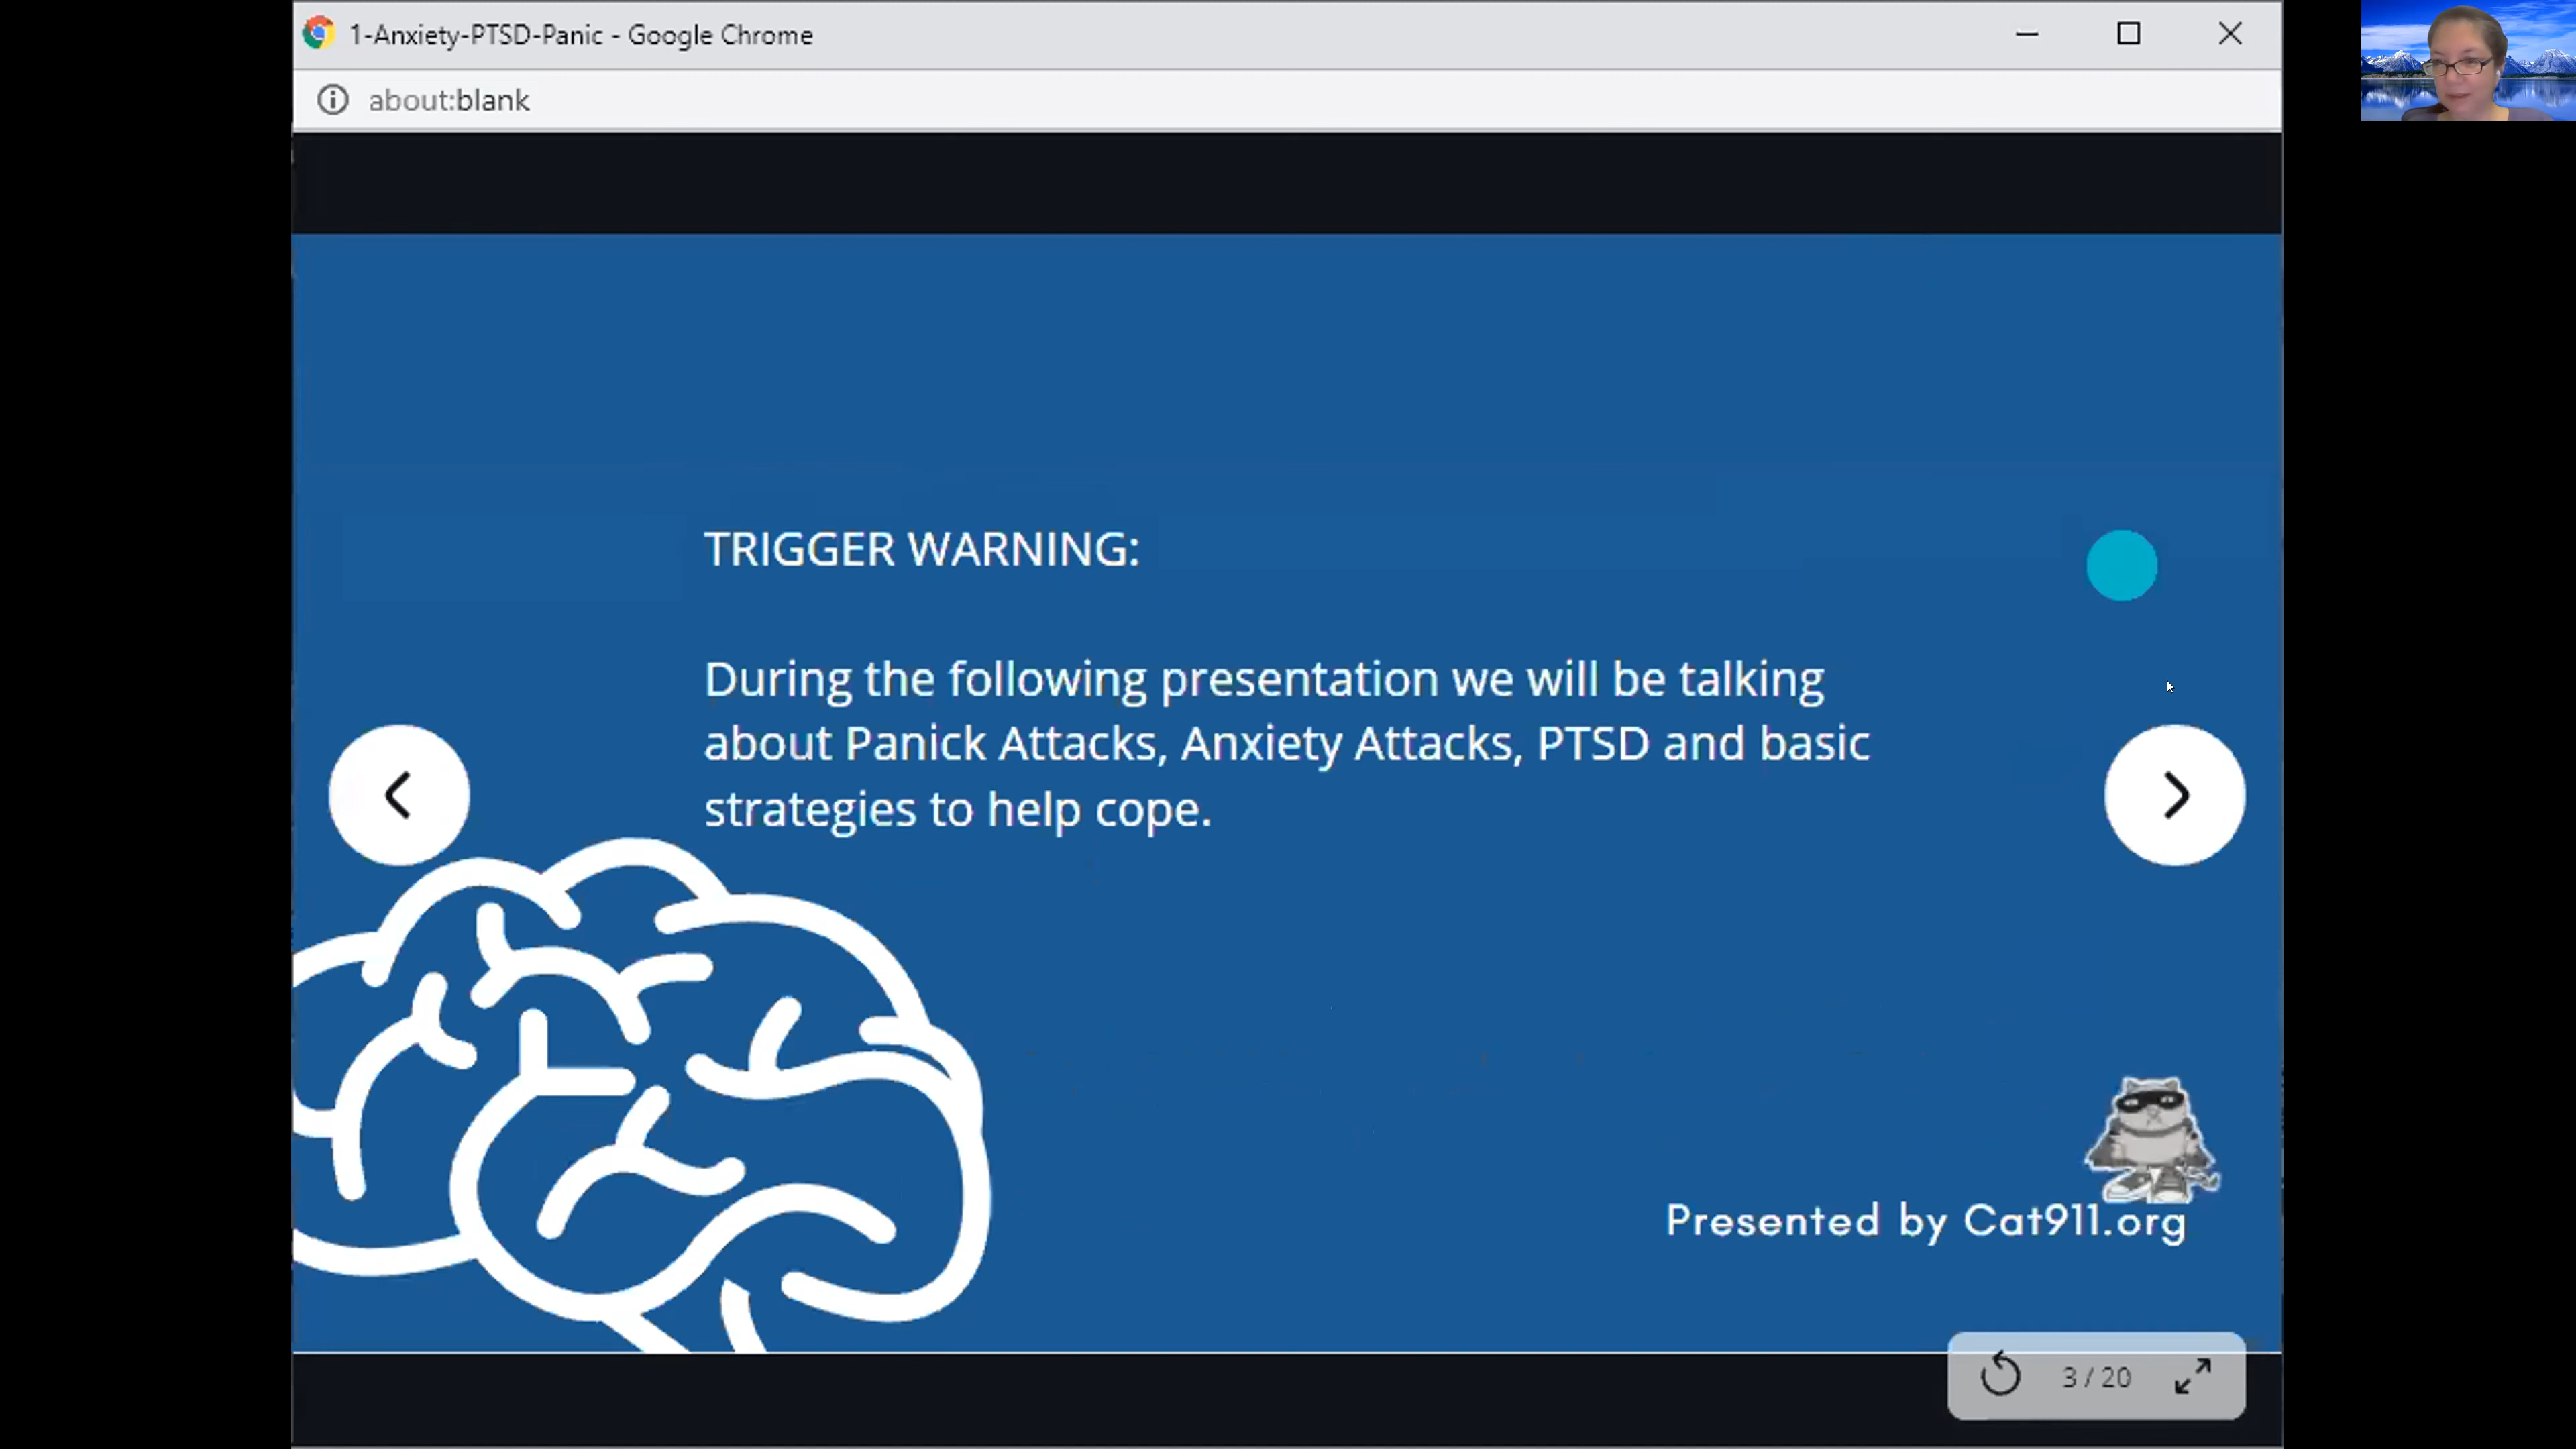 1-Anxiety-PTSD-Panic - Google Chrome
about:blank
TRIGGER WARNING:
During the following presentation we will be talking
about Panick Attacks, Anxiety Attacks, PTSD and basic
strategies to help cope.
Presented by Cat911.org
3 / 20